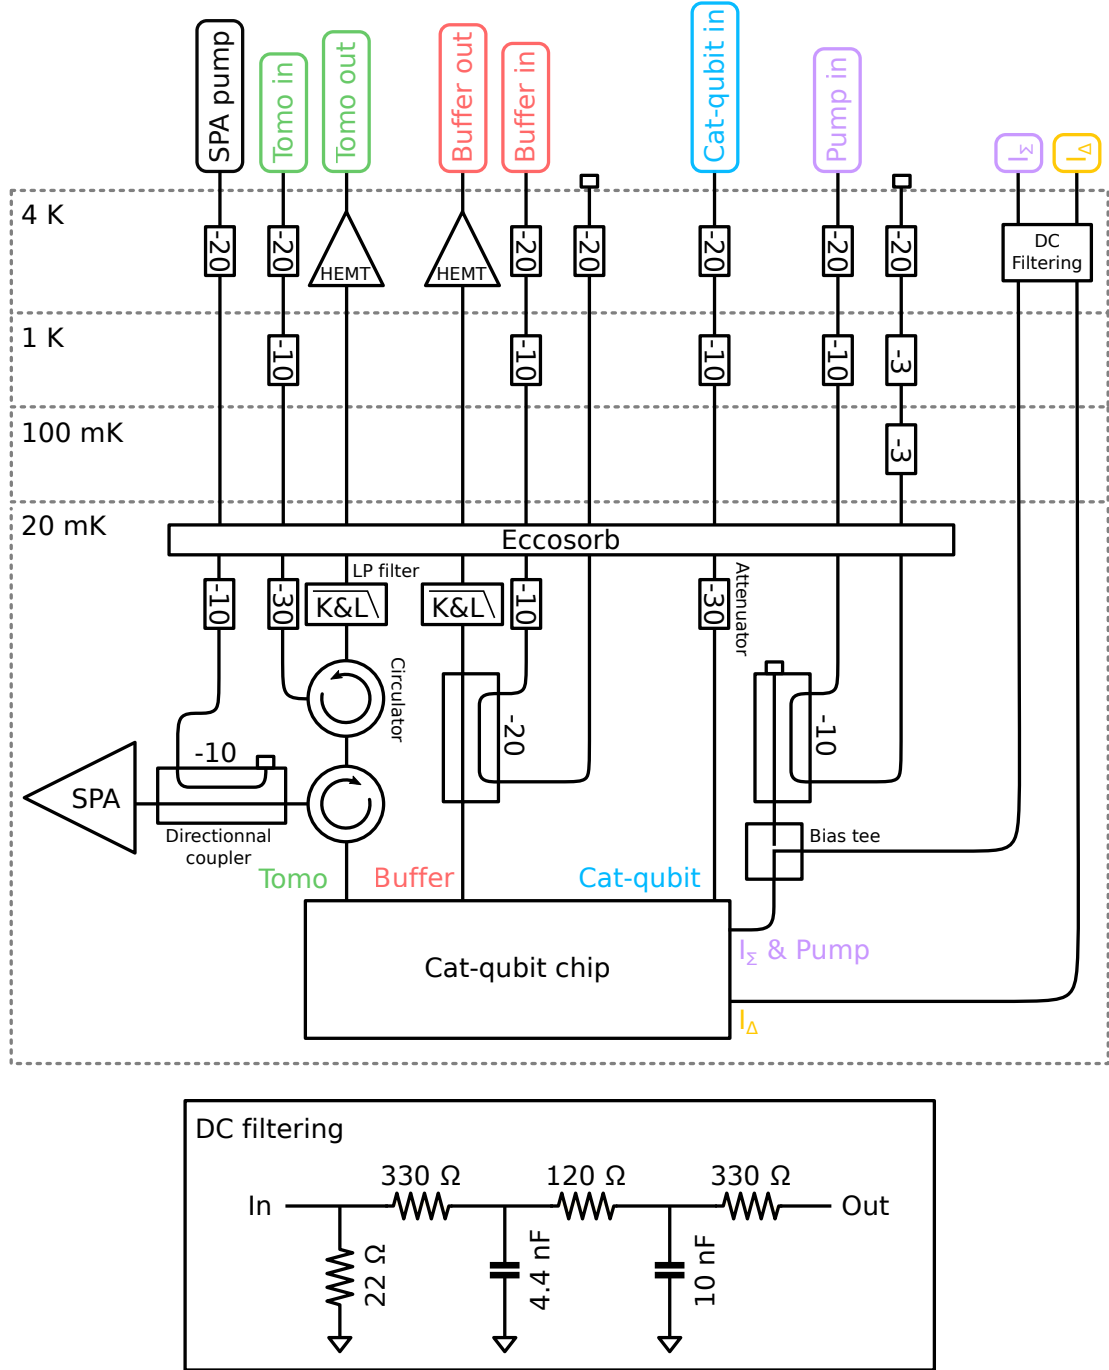 SPA pump
Tomo in
Tomo out
Buffer out
Buffer in
Cat-qubit in
Pump in
I_Σ
I_Δ
4 K
-20
-20
HEMT
HEMT
-20
-20
-20
-20
-20
DC
Filtering
1 K
-10
-10
-10
-10
-3
100 mK
-3
20 mK
Eccosorb
-10
-30
LP filter
K&L
K&L
-10
-30
Attenuator
Circulator
-10
-20
-10
SPA
Directionnal
coupler
Bias tee
Tomo
Buffer
Cat-qubit
Cat-qubit chip
I_Σ & Pump
I_Δ
DC filtering
330 Ω
120 Ω
330 Ω
In
Out
22 Ω
4.4 nF
10 nF